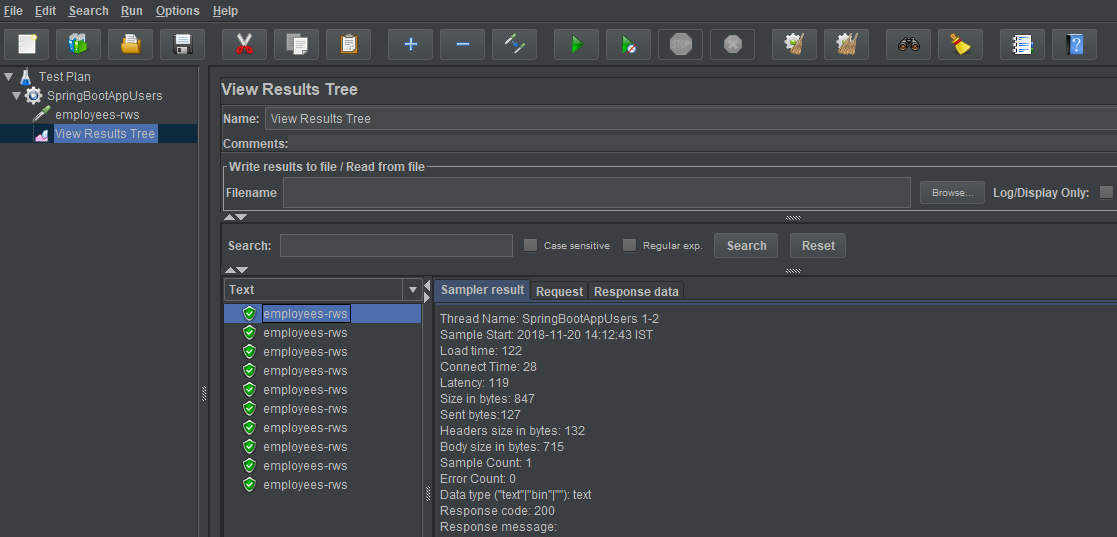 File Edit Search Run Options Help
STOP
Test Plan
SpringBootAppUsers
employees-rws
View Results Tree
View Results Tree
Name: View Results Tree
Comments:
Write results to file / Read from file
Filename Browse... Log/Display Only:
Search: Case sensitive Regular exp. Search Reset
Text
employees-rws
employees-rws
employees-rws
employees-rws
employees-rws
employees-rws
employees-rws
employees-rws
employees-rws
employees-rws
Sampler result Request Response data
Thread Name: SpringBootAppUsers 1-2
Sample Start: 2018-11-20 14:12:43 IST
Load time: 122
Connect Time: 28
Latency: 119
Size in bytes: 847
Sent bytes:127
Headers size in bytes: 132
Body size in bytes: 715
Sample Count: 1
Error Count: 0
Data type ("text"|"bin"|""): text
Response code: 200
Response message: